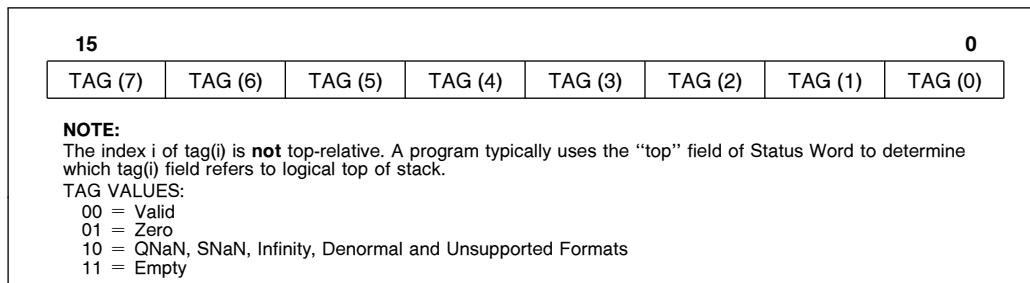 15 0
TAG (7) TAG (6) TAG (5) TAG (4) TAG (3) TAG (2) TAG (1) TAG (0)
NOTE:
The index i of tag(i) is not top-relative. A program typically uses the ‘‘top’’ field of Status Word to determine
which tag(i) field refers to logical top of stack.
TAG VALUES:
00 = Valid
01 = Zero
10 = QNaN, SNaN, Infinity, Denormal and Unsupported Formats
11 = Empty